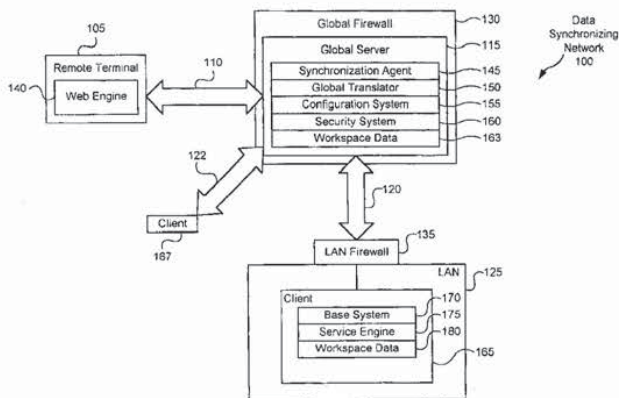 Global Firewall
130
Data
Synchronizing
Network
100
105
Global Server
115
Remote Terminal
110
Synchronization Agent
145
140
Web Engine
Global Translator
150
Configuration System
155
Security System
160
Workspace Data
163
122
120
Client
167
135
LAN Firewall
LAN
125
Client
Base System
170
Service Engine
175
Workspace Data
180
165